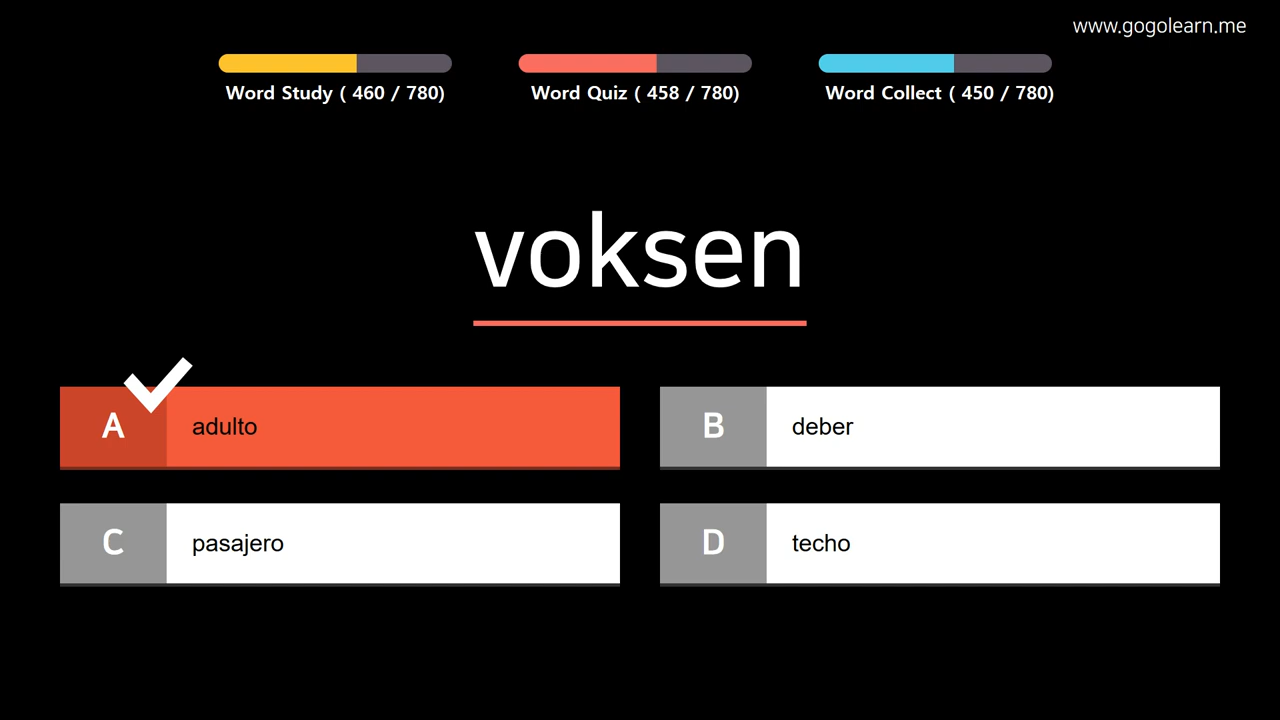 www.gogolearn.me
Word Study ( 460 / 780)
Word Quiz ( 458 / 780)
Word Collect ( 450 / 780)
voksen
A adulto
B deber
C pasajero
D techo